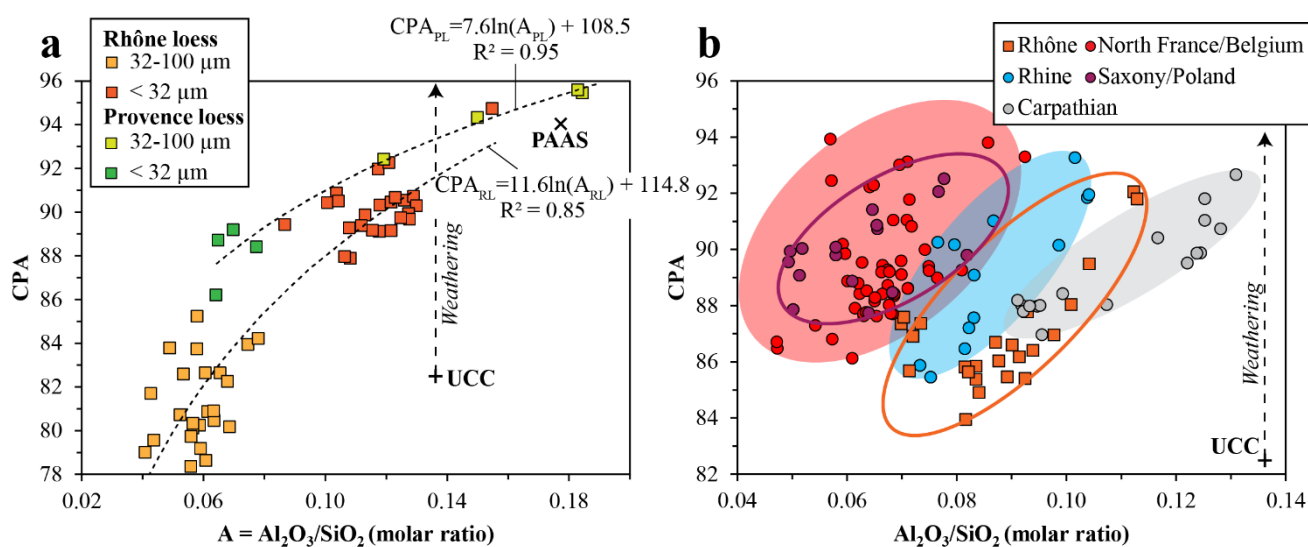 a
Rhône loess
32-100 μm
< 32 μm
Provence loess
32-100 μm
< 32 μm
CPA_PL=7.6ln(A_PL) + 108.5
R² = 0.95
PAAS
CPA_RL=11.6ln(A_RL) + 114.8
R² = 0.85
Weathering
UCC
CPA
96
94
92
90
88
86
84
82
80
78
0.02
0.06
0.10
0.14
0.18
A = Al₂O₃/SiO₂ (molar ratio)
b
Rhône
North France/Belgium
Rhine
Saxony/Poland
Carpathian
Weathering
UCC
CPA
96
94
92
90
88
86
84
82
0.04
0.06
0.08
0.10
0.12
0.14
Al₂O₃/SiO₂ (molar ratio)